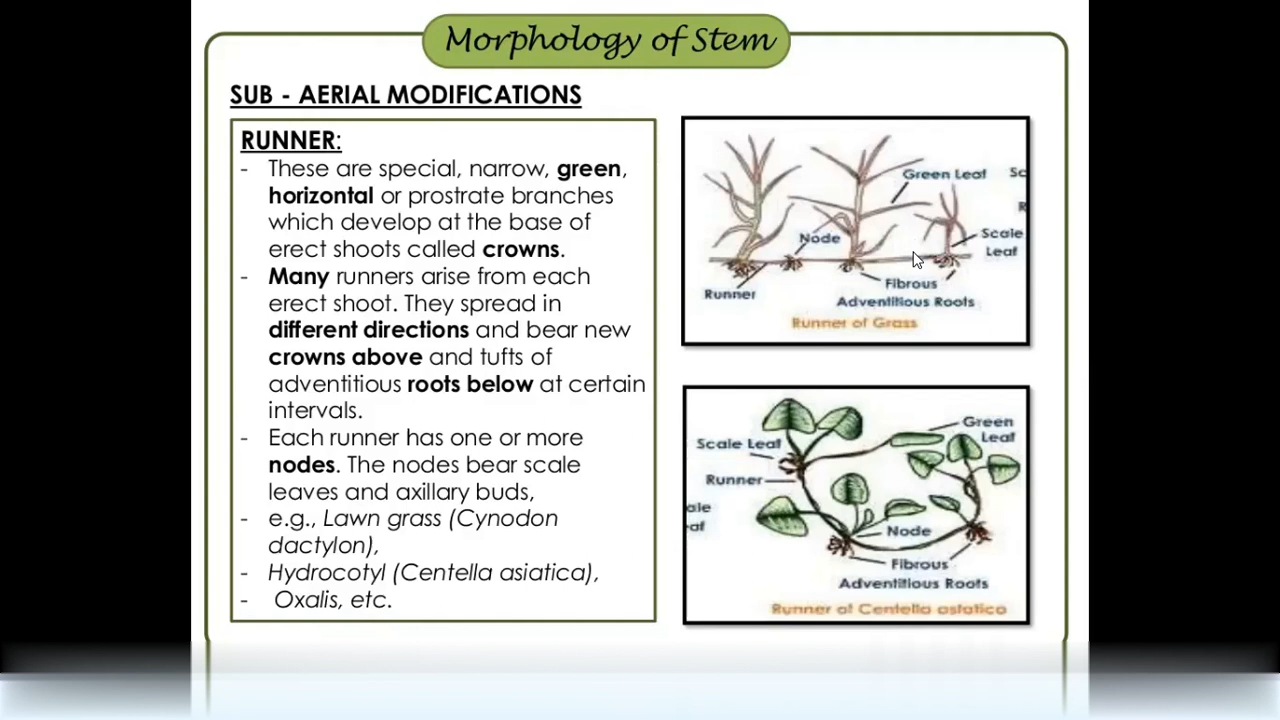 Morphology of Stem
SUB - AERIAL MODIFICATIONS
RUNNER:
- These are special, narrow, green,
horizontal or prostrate branches
which develop at the base of
erect shoots called crowns.
- Many runners arise from each
erect shoot. They spread in
different directions and bear new
crowns above and tufts of
adventitious roots below at certain
intervals.
- Each runner has one or more
nodes. The nodes bear scale
leaves and axillary buds,
- e.g., Lawn grass (Cynodon
dactylon),
- Hydrocotyl (Centella asiatica),
- Oxalis, etc.
Green Leaf
Sc
Node
Scale
Leaf
R
Runner
Fibrous
Adventitious Roots
Runner of Grass
Green
Leaf
Scale Leaf
Runner
ale
af
Node
Fibrous
Adventitious Roots
Runner of Centella astatico